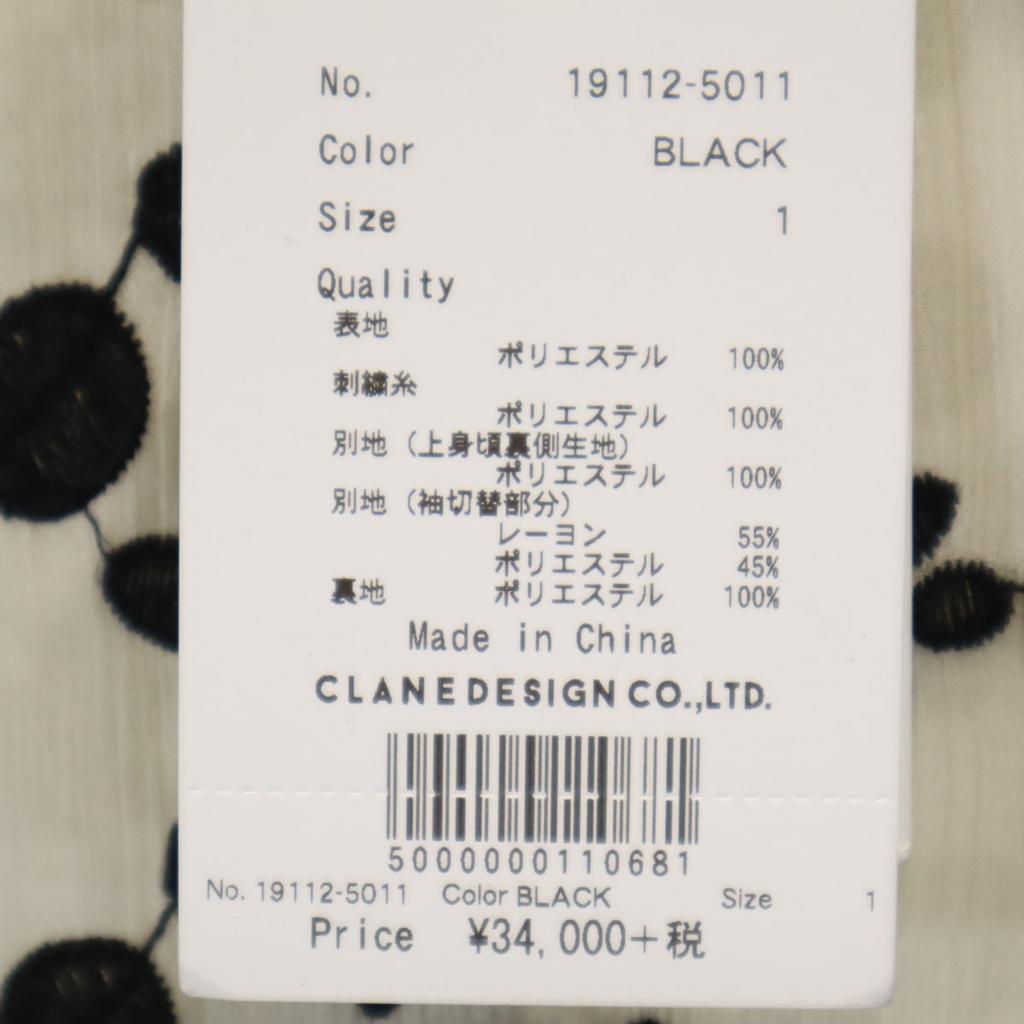 No. 19112-5011
Color BLACK
Size 1
Quality
表地
ポリエステル 100%
刺繍糸
ポリエステル 100%
別地(上身頃裏側生地)
ポリエステル 100%
別地(袖切替部分)
レーヨン 55%
ポリエステル 45%
裏地 ポリエステル 100%
Made in China
CLANEDESIGN CO.,LTD.
5000000110681
No. 19112-5011 Color BLACK Size 1
Price ¥34,000+税